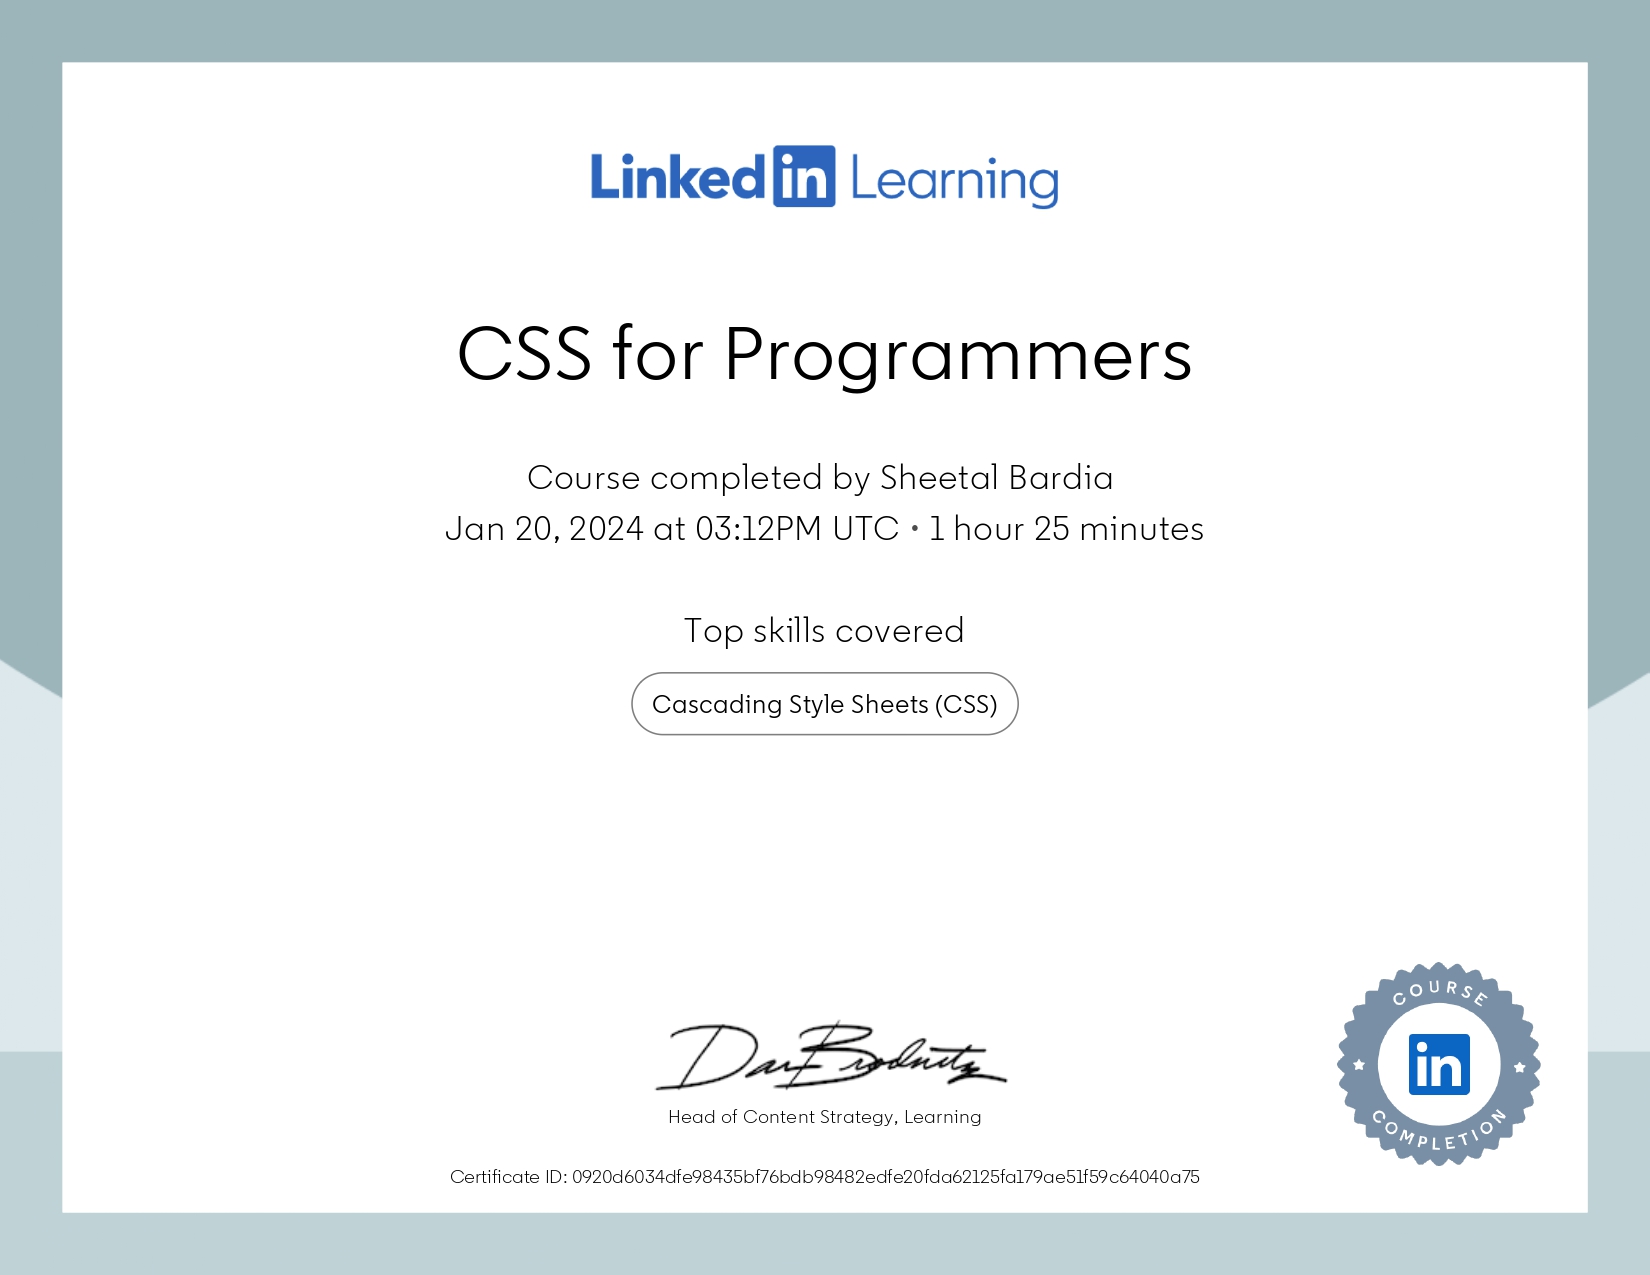 Linked in Learning
CSS for Programmers
Course completed by Sheetal Bardia
Jan 20, 2024 at 03:12PM UTC • 1 hour 25 minutes
Top skills covered
Cascading Style Sheets (CSS)
Dan Brodnitz
Head of Content Strategy, Learning
Certificate ID: 0920d6034dfe98435bf76bdb98482edfe20fda62125fa179ae51f59c64040a75
COURSE
in
COMPLETION